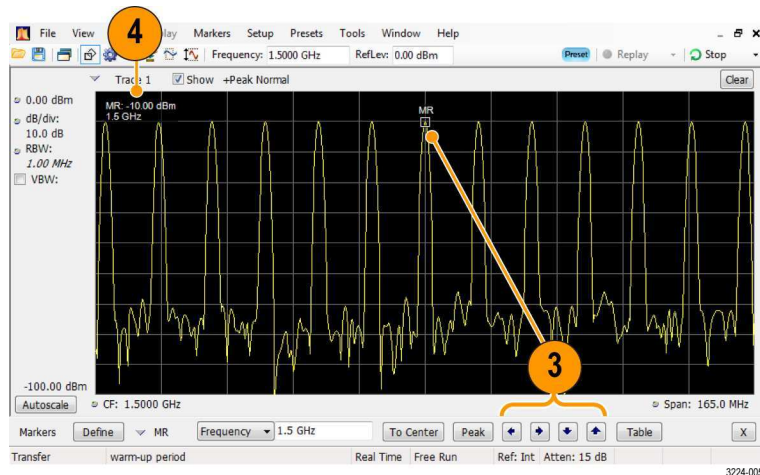 File View Markers Setup Presets Tools Window Help
4
Frequency: 1.5000 GHz RefLev: 0.00 dBm Preset Replay Stop
Trace 1 Show +Peak Normal Clear
0.00 dBm
MR: -10.00 dBm
1.5 GHz
MR
dB/div:
10.0 dB
RBW:
1.00 MHz
VBW:
3
-100.00 dBm
Autoscale CF: 1.5000 GHz Span: 165.0 MHz
Markers Define MR Frequency 1.5 GHz To Center Peak Table X
Transfer warm-up period Real Time Free Run Ref: Int Atten: 15 dB